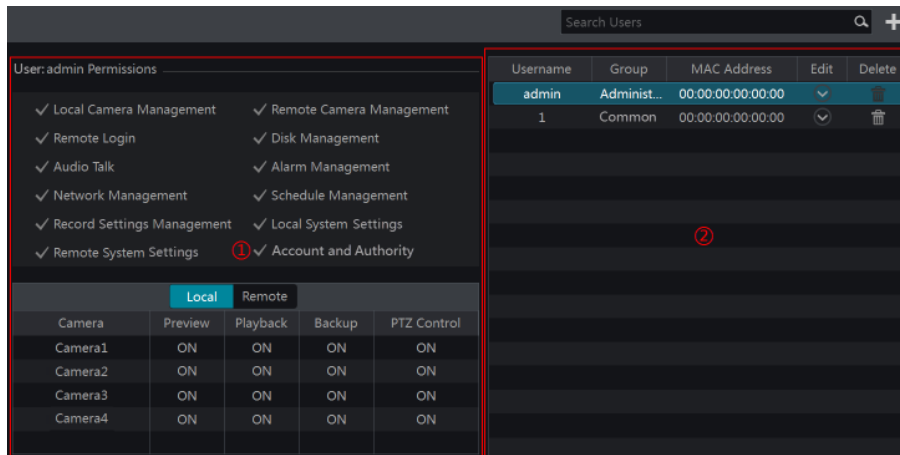 Search Users
User: admin Permissions
Local Camera Management Remote Camera Management
Remote Login Disk Management
Audio Talk Alarm Management
Network Management Schedule Management
Record Settings Management Local System Settings
Remote System Settings ① Account and Authority
Local Remote
Camera Preview Playback Backup PTZ Control
Camera1 ON ON ON ON
Camera2 ON ON ON ON
Camera3 ON ON ON ON
Camera4 ON ON ON ON
Username Group MAC Address Edit Delete
admin Administ... 00:00:00:00:00:00
1 Common 00:00:00:00:00:00
②